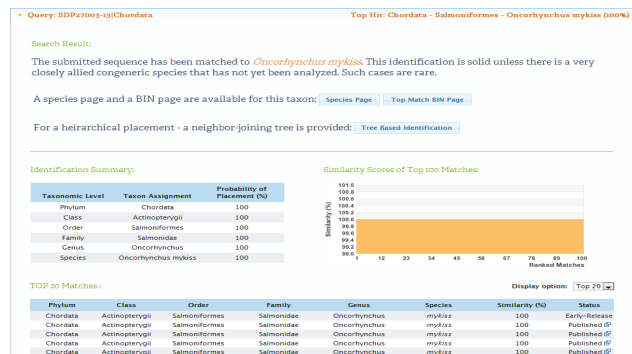 Query: SDP27003-13|Chordata Top Hit: Chordata - Salmoniformes - Oncorhynchus mykiss (100%)
Search Result:
The submitted sequence has been matched to Oncorhynchus mykiss. This identification is solid unless there is a very
closely allied congeneric species that has not yet been analyzed. Such cases are rare.
A species page and a BIN page are available for this taxon: Species Page Top Match BIN Page
For a heirarchical placement - a neighbor-joining tree is provided: Tree Based Identification
Identification Summary:
Taxonomic Level Taxon Assignment Probability of Placement (%)
Phylum Chordata 100
Class Actinopterygii 100
Order Salmoniformes 100
Family Salmonidae 100
Genus Oncorhynchus 100
Species Oncorhynchus mykiss 100
Similarity Scores of Top 100 Matches:
Similarity (%)
101.0
100.8
100.6
100.4
100.2
100.0
99.8
99.6
99.4
99.2
99.0
1 12 23 34 45 56 67 78 89 100
Ranked Matches
TOP 20 Matches : Display option: Top 20
Phylum Class Order Family Genus Species Similarity (%) Status
Chordata Actinopterygii Salmoniformes Salmonidae Oncorhynchus mykiss 100 Early-Release
Chordata Actinopterygii Salmoniformes Salmonidae Oncorhynchus mykiss 100 Published
Chordata Actinopterygii Salmoniformes Salmonidae Oncorhynchus mykiss 100 Published
Chordata Actinopterygii Salmoniformes Salmonidae Oncorhynchus mykiss 100 Published
Chordata Actinopterygii Salmoniformes Salmonidae Oncorhynchus mykiss 100 Published